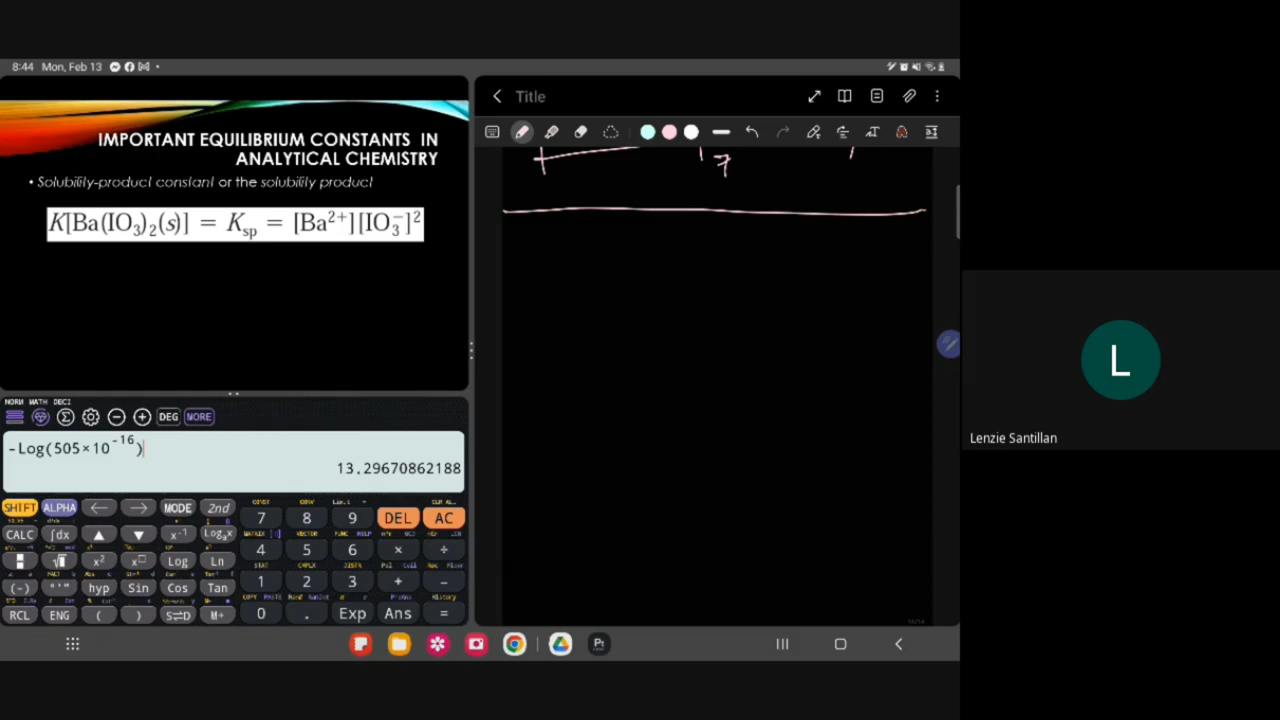 8:44 Mon, Feb 13
IMPORTANT EQUILIBRIUM CONSTANTS IN
ANALYTICAL CHEMISTRY
• Solubility-product constant or the solubility product
K[Ba(IO₃)₂(s)] = Kₛₚ = [Ba²⁺][IO₃⁻]²
Title
7
NORM MATH DECI
DEG MORE
-Log(505×10⁻¹⁶)
13.29670862188
SHIFT ALPHA ← → MODE 2nd 7 8 9 DEL AC
CALC ∫dx ▲ ▼ x⁻¹ Logₐx 4 5 6 × ÷
√ x² Log Ln 1 2 3 + −
(-) hyp Sin Cos Tan 0 . Exp Ans =
RCL ENG ( ) S⇌D M+
L
Lenzie Santillan